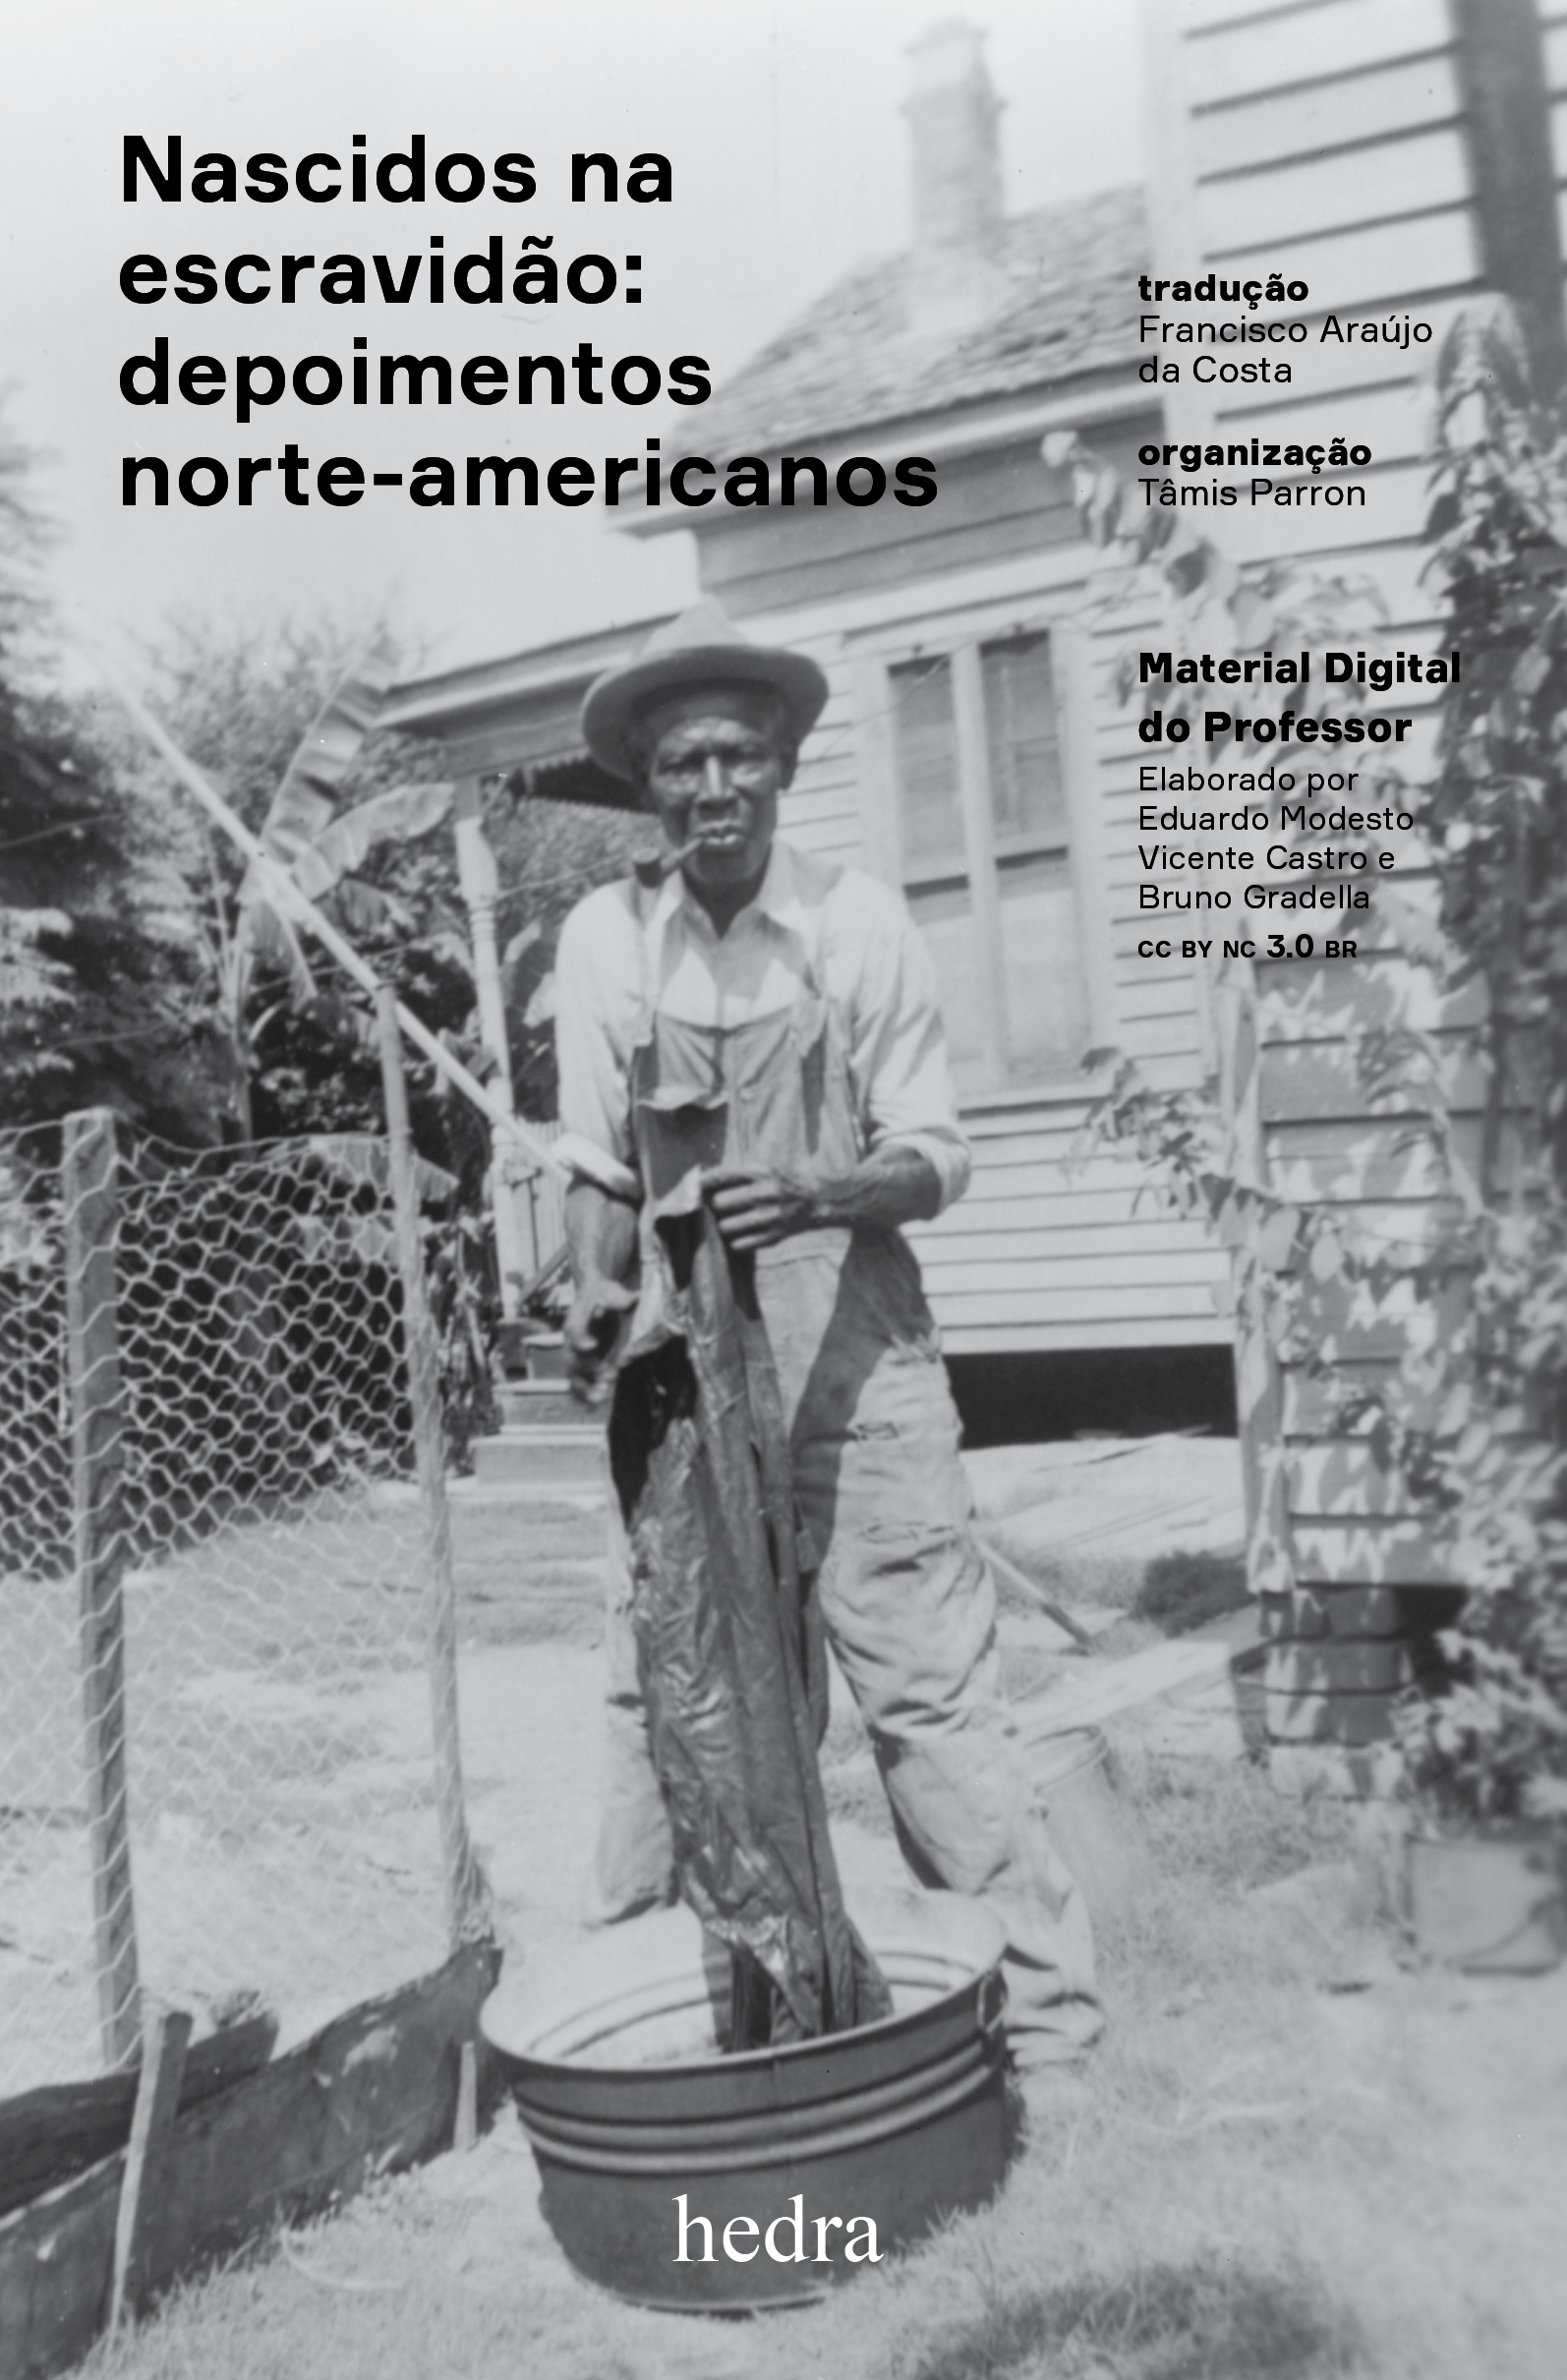 Nascidos na
escravidão:
depoimentos
norte-americanos
tradução
Francisco Araújo
da Costa
organização
Tâmis Parron
Material Digital
do Professor
Elaborado por
Eduardo Modesto
Vicente Castro e
Bruno Gradella
CC BY NC 3.0 BR
hedra